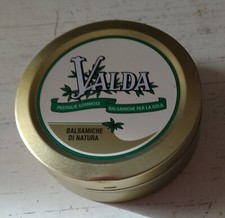 VALDA
PASTIGLIE GOMMOSE BALSAMICHE PER LA GOLA
BALSAMICHE
DI NATURA